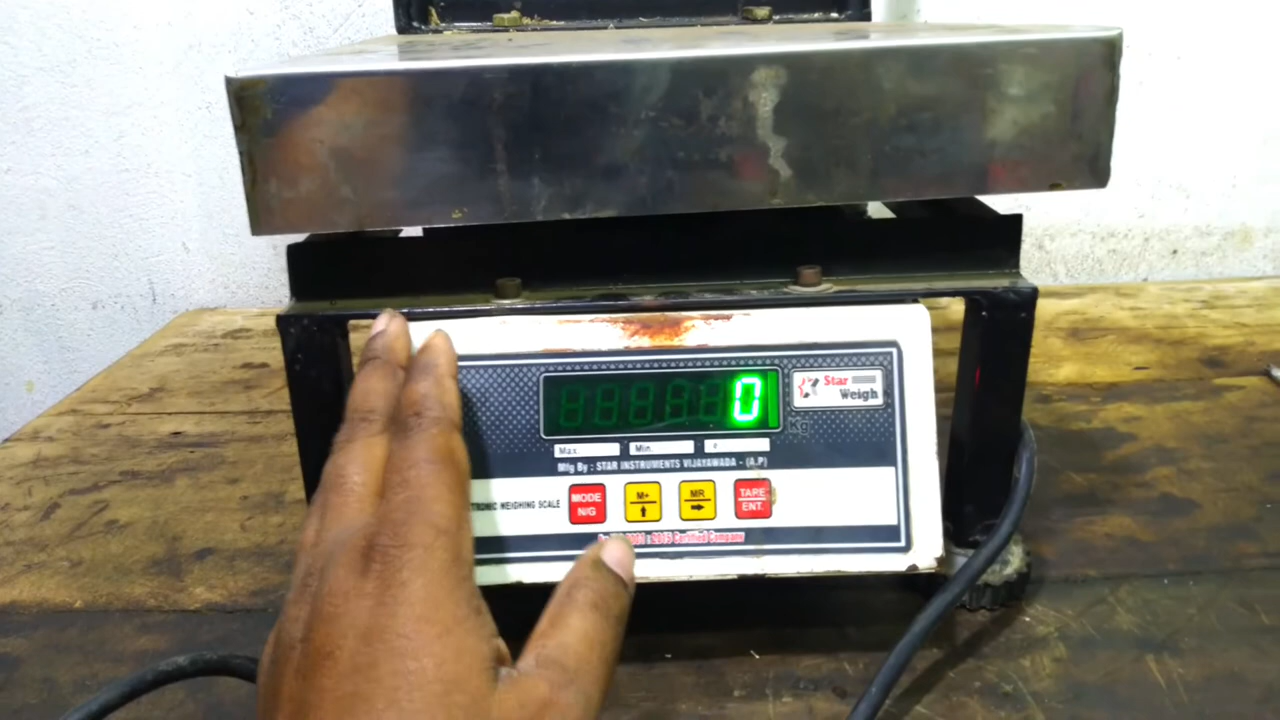 0
Star
Weigh
Kg
Max.
Min.
e
Mfg By : STAR INSTRUMENTS VIJAYAWADA - (A.P)
WEIGHING SCALE
MODE
N/G
M+
MR
TARE
ENT.
: 2015 Certified Company